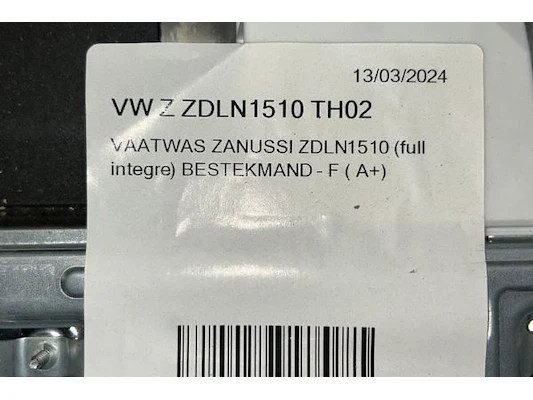 13/03/2024
VW Z ZDLN1510 TH02
VAATWAS ZANUSSI ZDLN1510 (full
integre) BESTEKMAND - F ( A+)